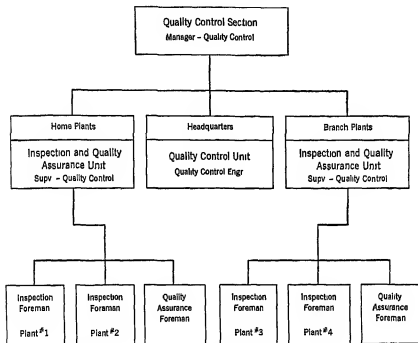 Quality Control Section
Manager – Quality Control
Home Plants
Inspection and Quality
Assurance Unit
Supv – Quality Control
Headquarters
Quality Control Unit
Quality Control Engr
Branch Plants
Inspection and Quality
Assurance Unit
Supv – Quality Control
Inspection
Foreman
Plant #1
Inspection
Foreman
Plant #2
Quality
Assurance
Foreman
Inspection
Foreman
Plant #3
Inspection
Foreman
Plant #4
Quality
Assurance
Foreman